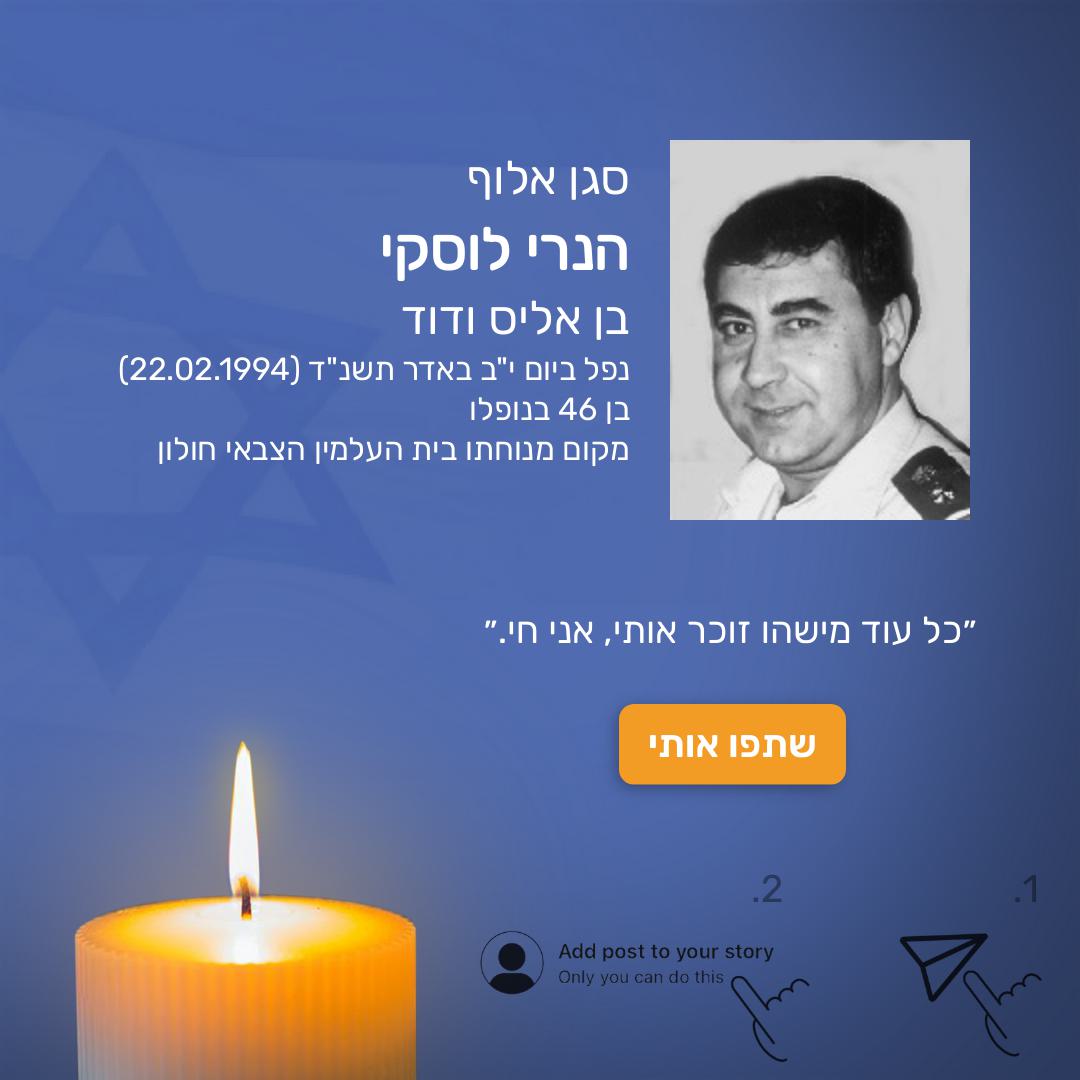 סגן אלוף
הנרי לוסקי
בן אליס ודוד
נפל ביום י"ב באדר תשנ"ד (22.02.1994)
בן 46 בנופלו
מקום מנוחתו בית העלמין הצבאי חולון
״כל עוד מישהו זוכר אותי, אני חי.״
שתפו אותי
.1
.2
Add post to your story
Only you can do this